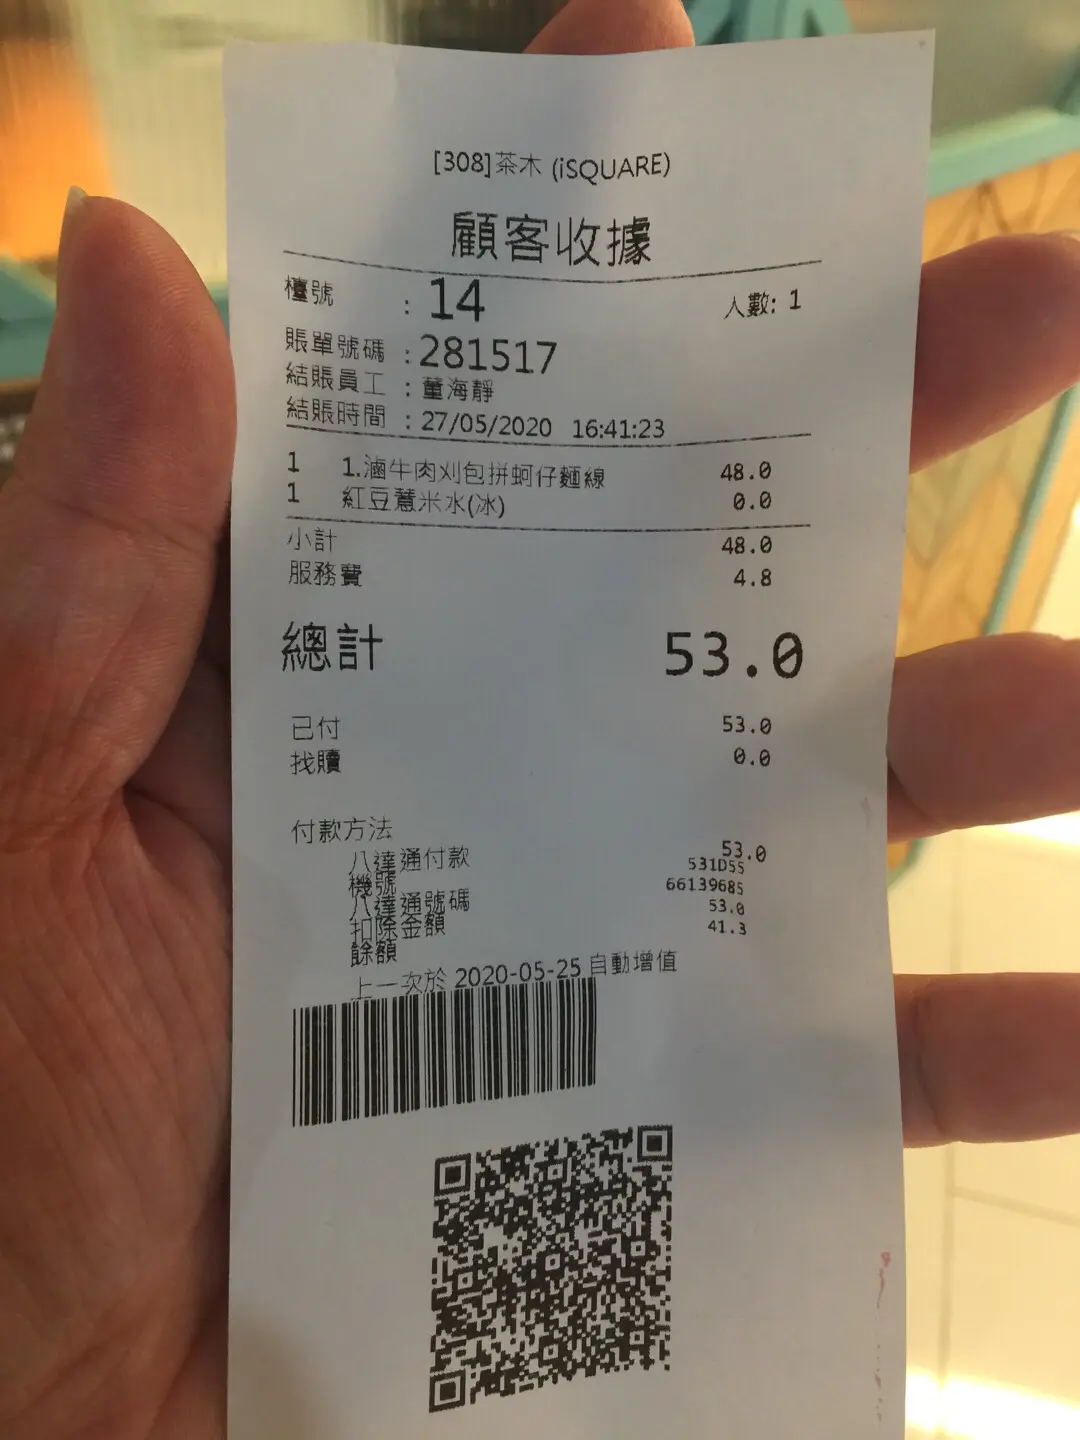 [308]茶木 (iSQUARE)
顧客收據
檯號 : 14 人數: 1
賬單號碼 : 281517
結賬員工 : 董海靜
結賬時間 : 27/05/2020 16:41:23
1 1.滷牛肉刈包拼蚵仔麵線 48.0
1 紅豆薏米水(冰) 0.0
小計 48.0
服務費 4.8
總計 53.0
已付 53.0
找贖 0.0
付款方法
八達通付款 53.0
機號 531D55
八達通號碼 66139685
扣除金額 53.0
餘額 41.3
上一次於 2020-05-25 自動增值